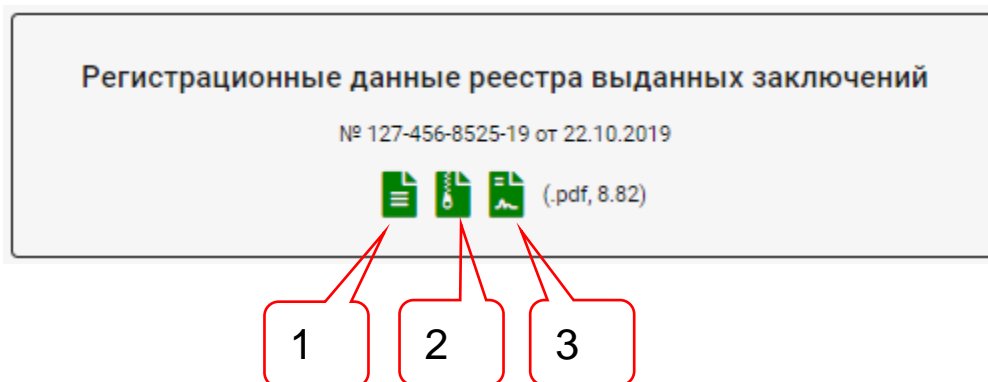 Регистрационные данные реестра выданных заключений
№ 127-456-8525-19 от 22.10.2019
(.pdf, 8.82)
1 2 3